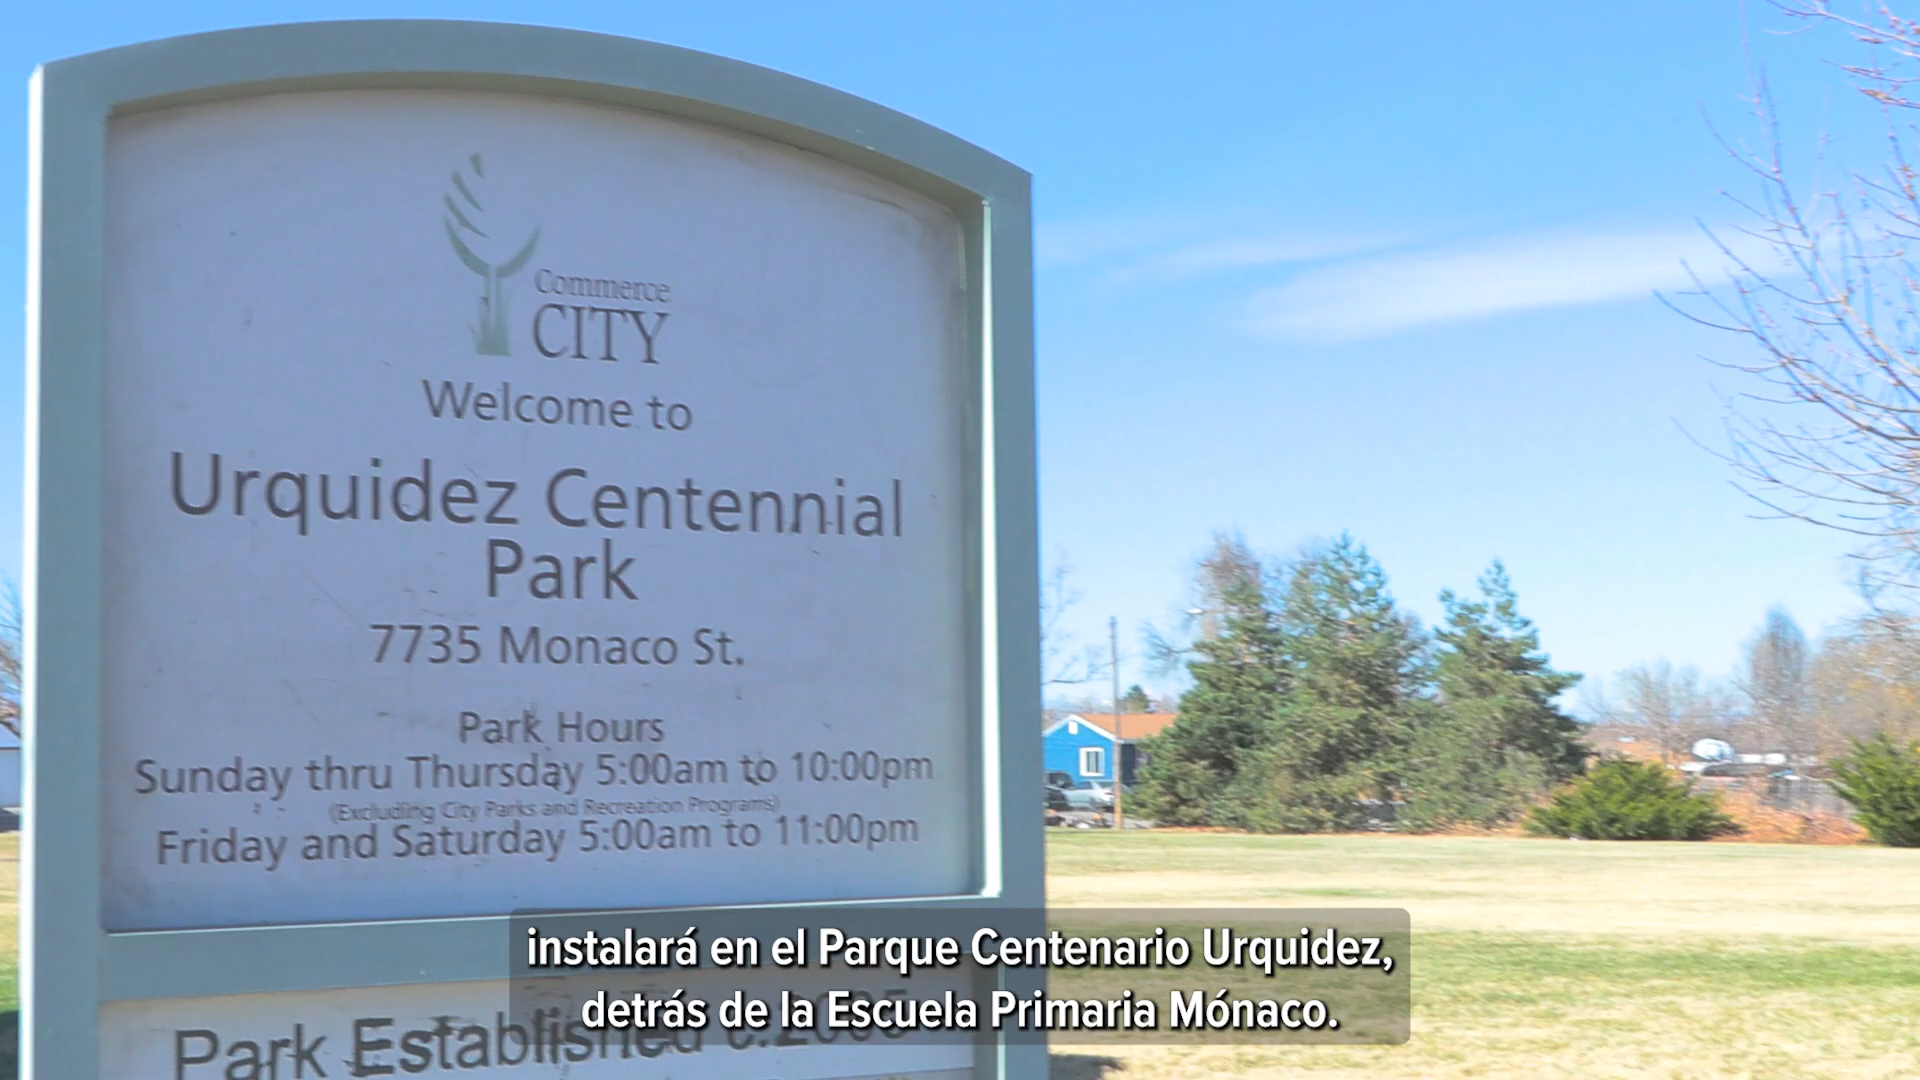 Commerce
CITY
Welcome to
Urquidez Centennial
Park
7735 Monaco St.
Park Hours
Sunday thru Thursday 5:00am to 10:00pm
(Excluding City Parks and Recreation Programs)
Friday and Saturday 5:00am to 11:00pm
Park Established
instalará en el Parque Centenario Urquidez,
detrás de la Escuela Primaria Mónaco.